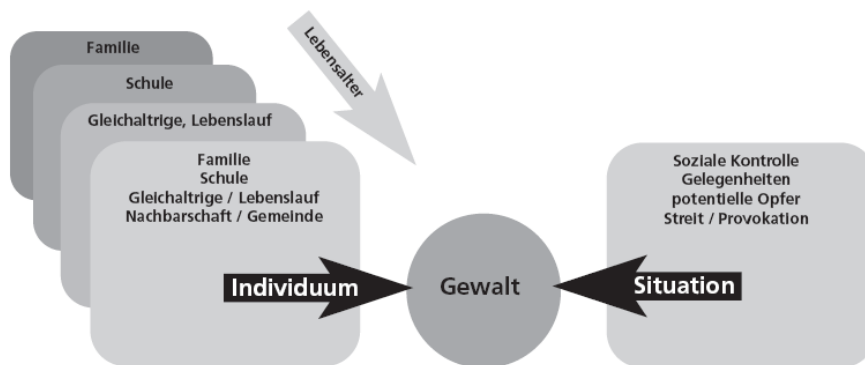 Familie
Schule
Gleichaltrige, Lebenslauf
Familie
Schule
Gleichaltrige / Lebenslauf
Nachbarschaft / Gemeinde
Individuum
Lebensalter
Gewalt
Soziale Kontrolle
Gelegenheiten
potentielle Opfer
Streit / Provokation
Situation